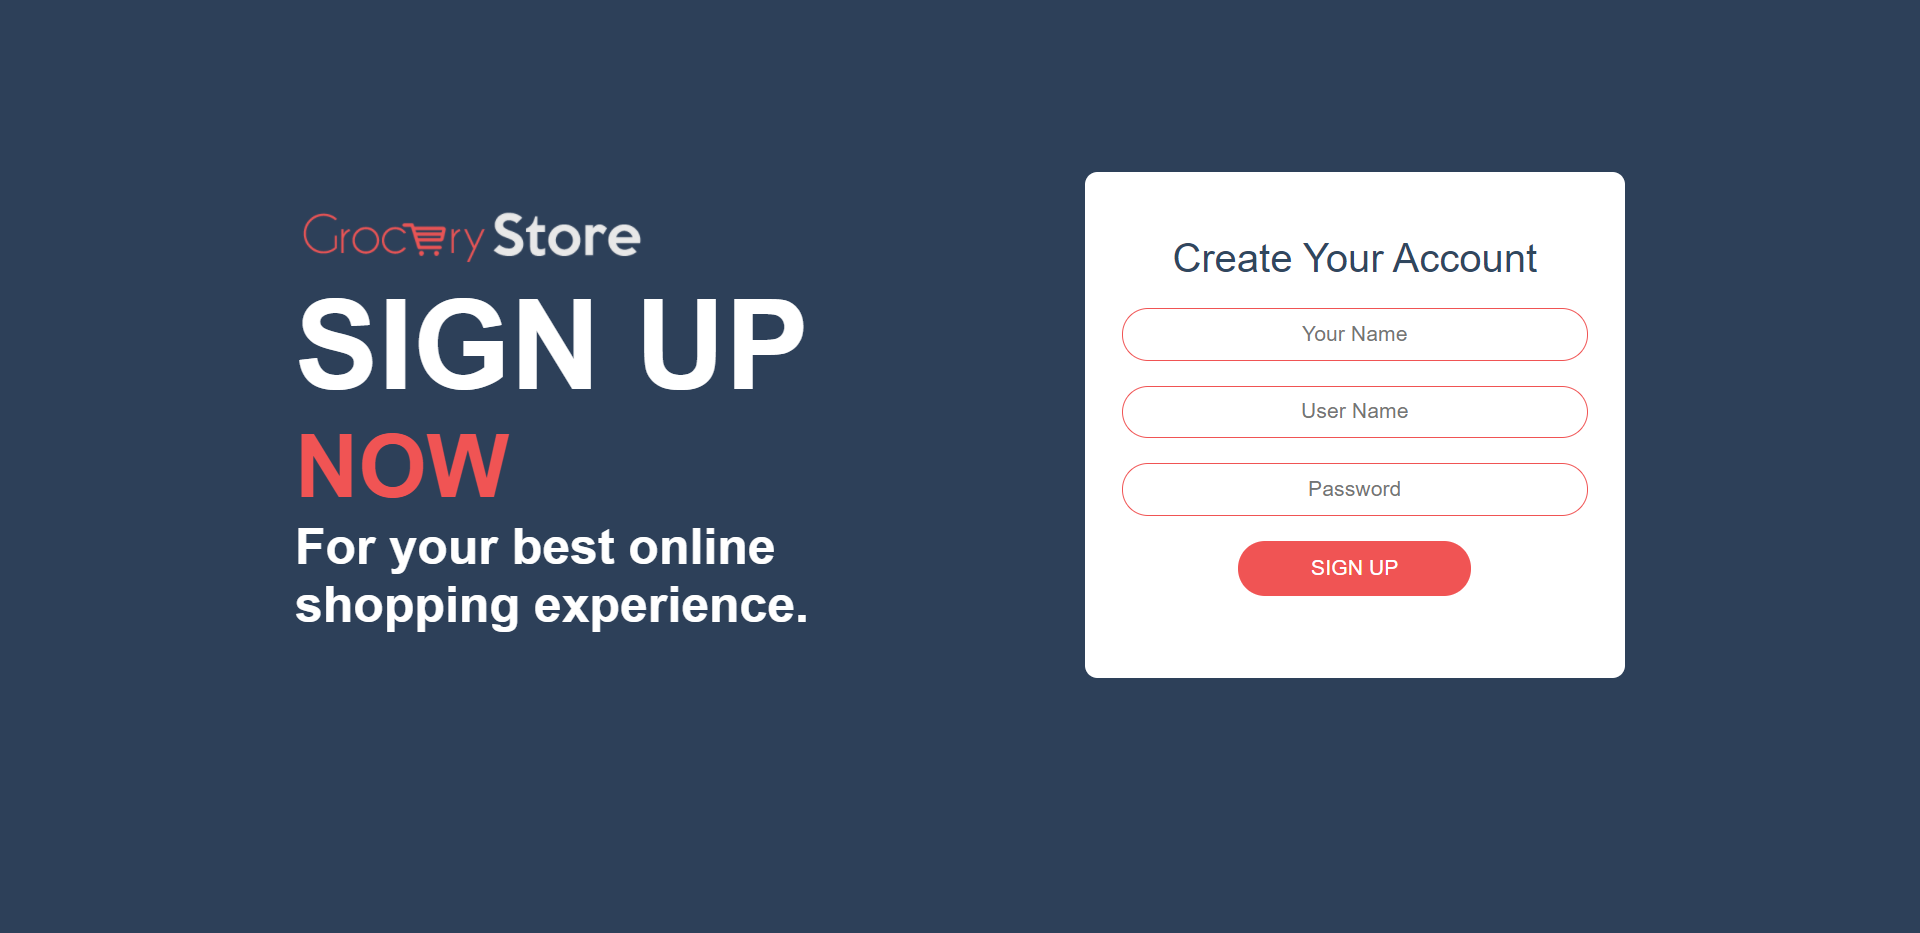 Grocery Store
SIGN UP
NOW
For your best online
shopping experience.
Create Your Account
Your Name
User Name
Password
SIGN UP